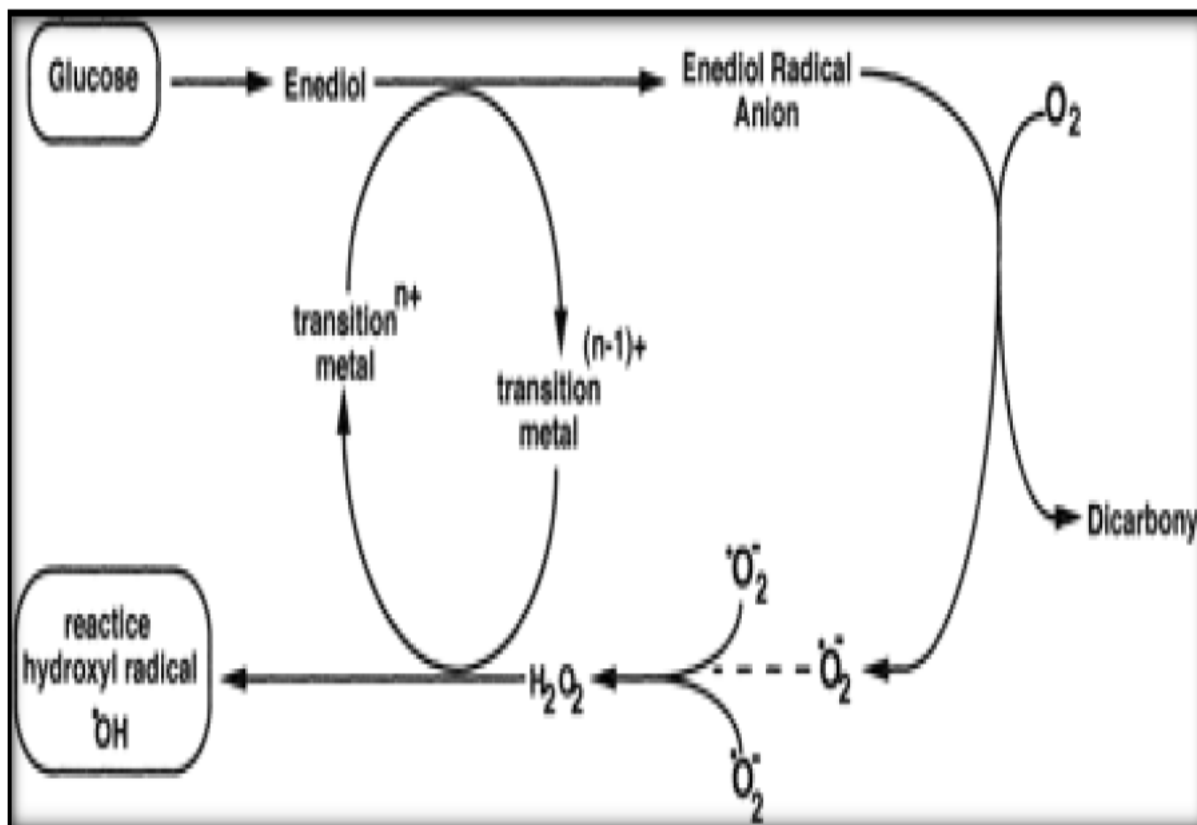 Glucose
Enediol
Enediol Radical
Anion
O₂
transition n+
metal
(n-1)+
transition
metal
Dicarbony
•O₂⁻
reactice
hydroxyl radical
•OH
H₂O₂
•O₂⁻
•O₂⁻